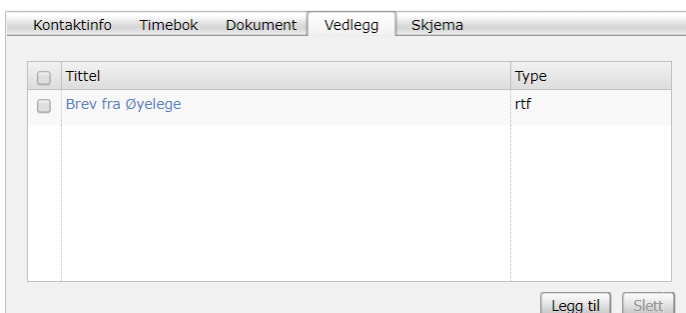 Kontaktinfo Timebok Dokument Vedlegg Skjema
Tittel Type
Brev fra Øyelege rtf
Legg til Slett